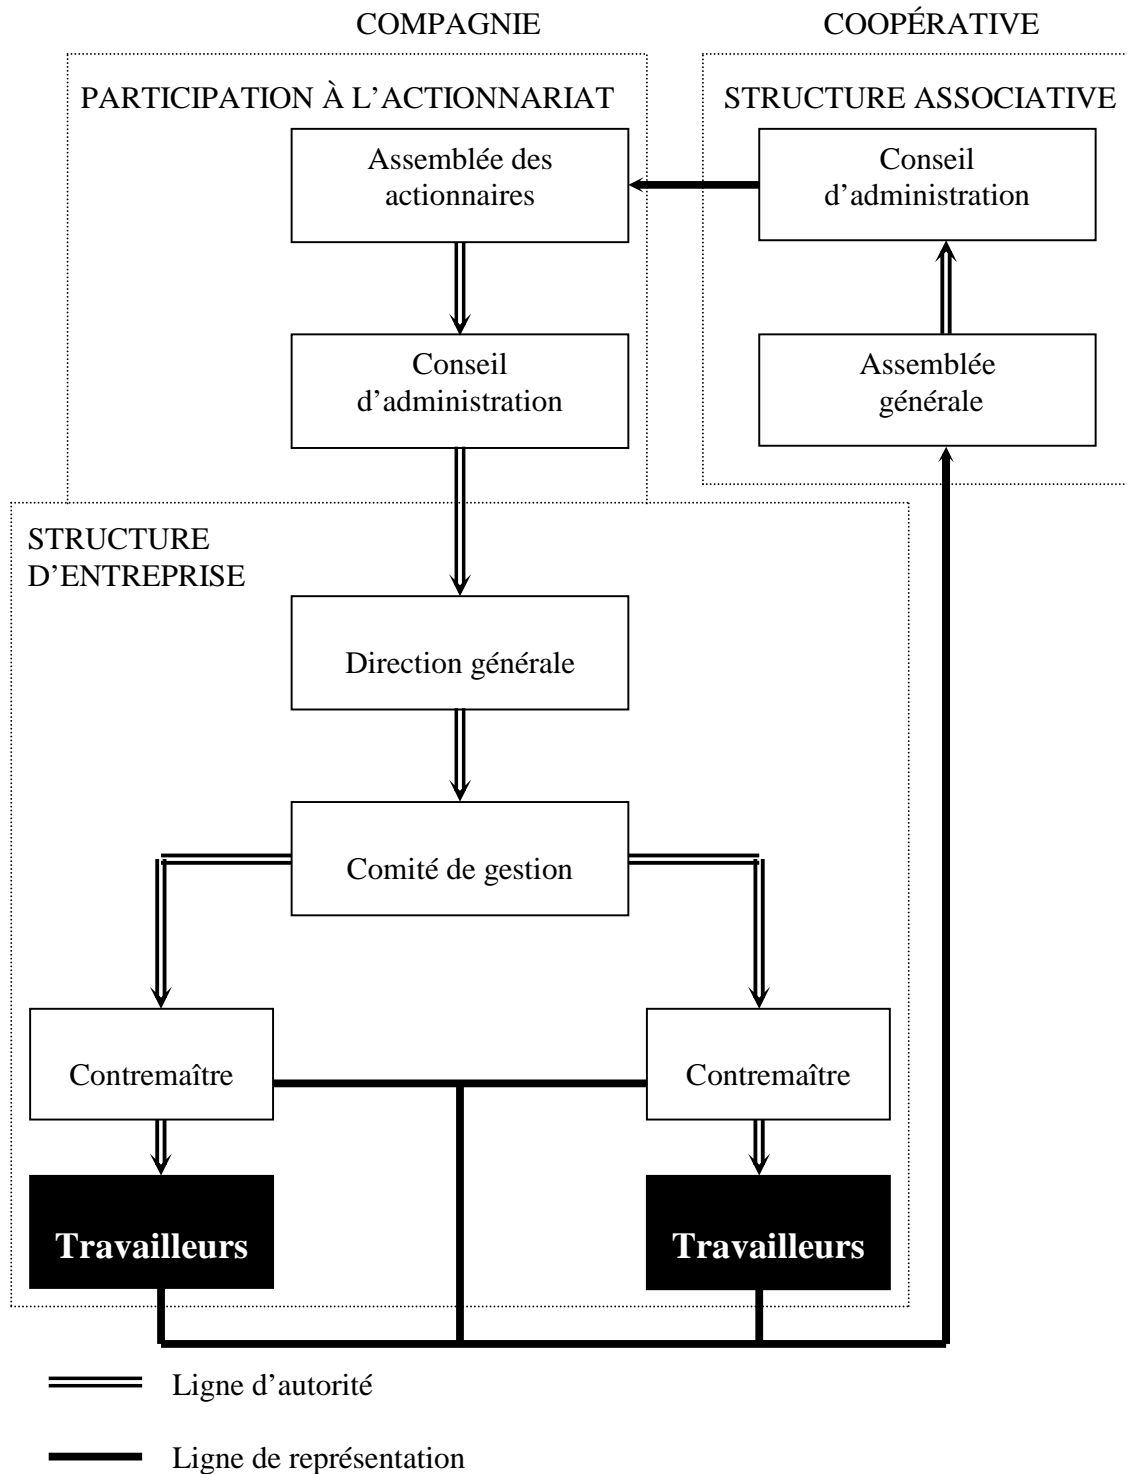 COMPAGNIE
COOPÉRATIVE
PARTICIPATION À L’ACTIONNARIAT
STRUCTURE ASSOCIATIVE
Assemblée des
actionnaires
Conseil
d’administration
Conseil
d’administration
Assemblée
générale
STRUCTURE
D’ENTREPRISE
Direction générale
Comité de gestion
Contremaître
Contremaître
Travailleurs
Travailleurs
Ligne d’autorité
Ligne de représentation